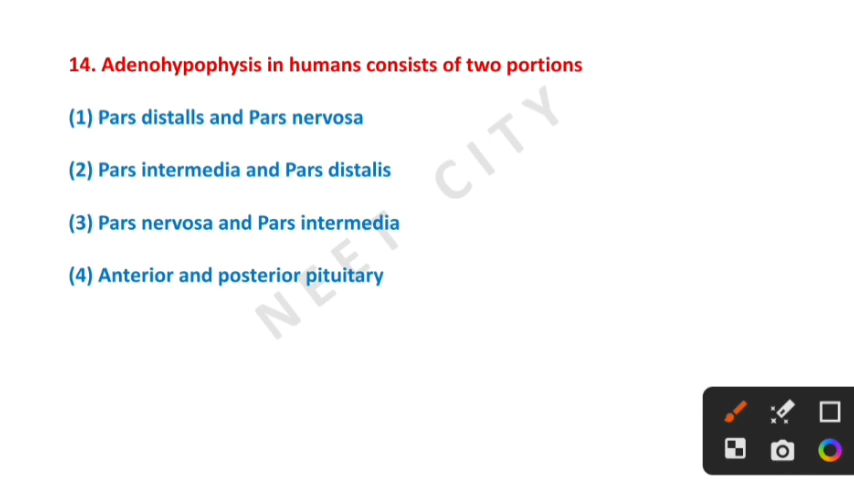 14. Adenohypophysis in humans consists of two portions
(1) Pars distalls and Pars nervosa
(2) Pars intermedia and Pars distalis
(3) Pars nervosa and Pars intermedia
(4) Anterior and posterior pituitary
NEET CITY